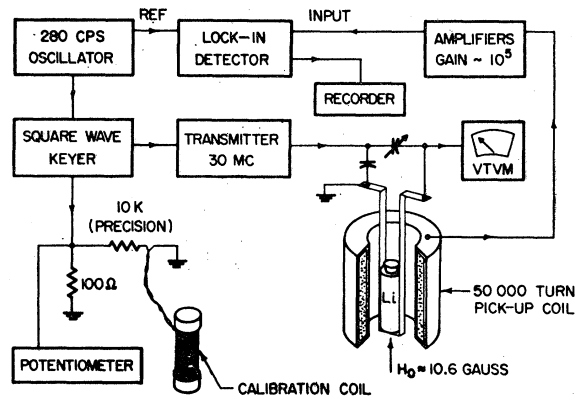 REF
INPUT
280 CPS
OSCILLATOR
LOCK-IN
DETECTOR
AMPLIFIERS
GAIN ~ 10⁵
RECORDER
SQUARE WAVE
KEYER
TRANSMITTER
30 MC
VTVM
10K
(PRECISION)
100Ω
Li
50 000 TURN
PICK-UP COIL
POTENTIOMETER
H₀≈10.6 GAUSS
CALIBRATION COIL